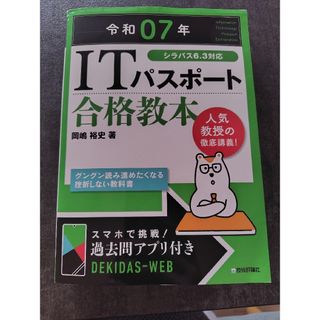 令和07年
Information
Technology
Passport
Examination
シラバス6.3対応
ITパスポート
合格教本
岡嶋 裕史 著
人気
教授の
徹底講義!
グングン読み進めたくなる
挫折しない教科書
スマホで挑戦!
過去問アプリ付き
DEKIDAS-WEB
技術評論社